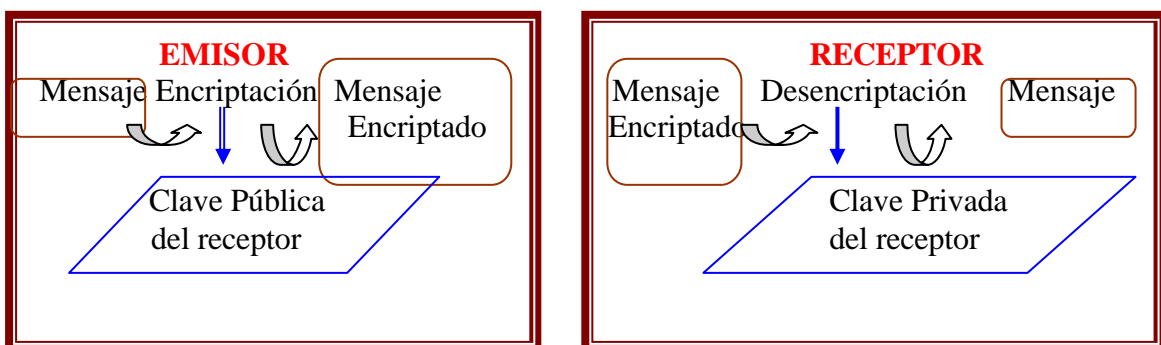 EMISOR
Mensaje Encriptación Mensaje
Encriptado
Clave Pública
del receptor
RECEPTOR
Mensaje Desencriptación Mensaje
Encriptado
Clave Privada
del receptor